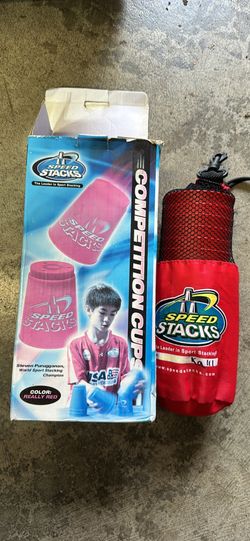 SPEED
STACKS
The Leader in Sport Stacking
SPEED
STACKS
SPEED
STACKS
COMPETITION CUPS
Steven Purugganan,
World Sport Stacking
Champion
COLOR:
REALLY RED
USA
SPEED
STACKS
The Leader in Sport Stacking
www.speedstacks.com